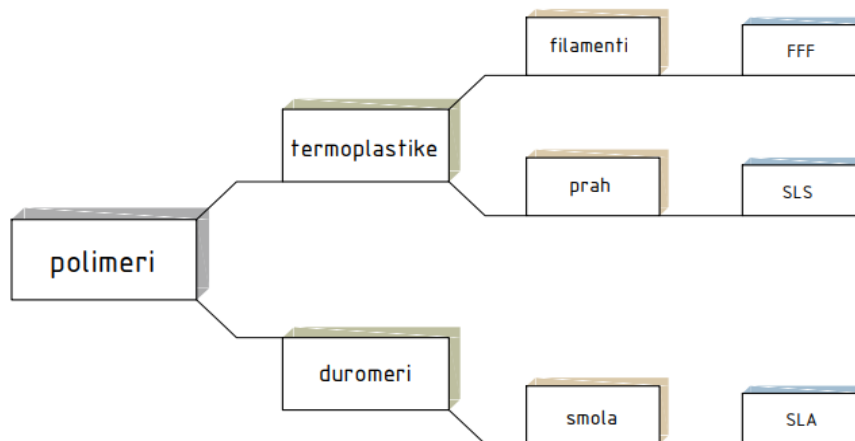 filamenti
FFF
termoplastike
prah
SLS
polimeri
duromeri
smola
SLA